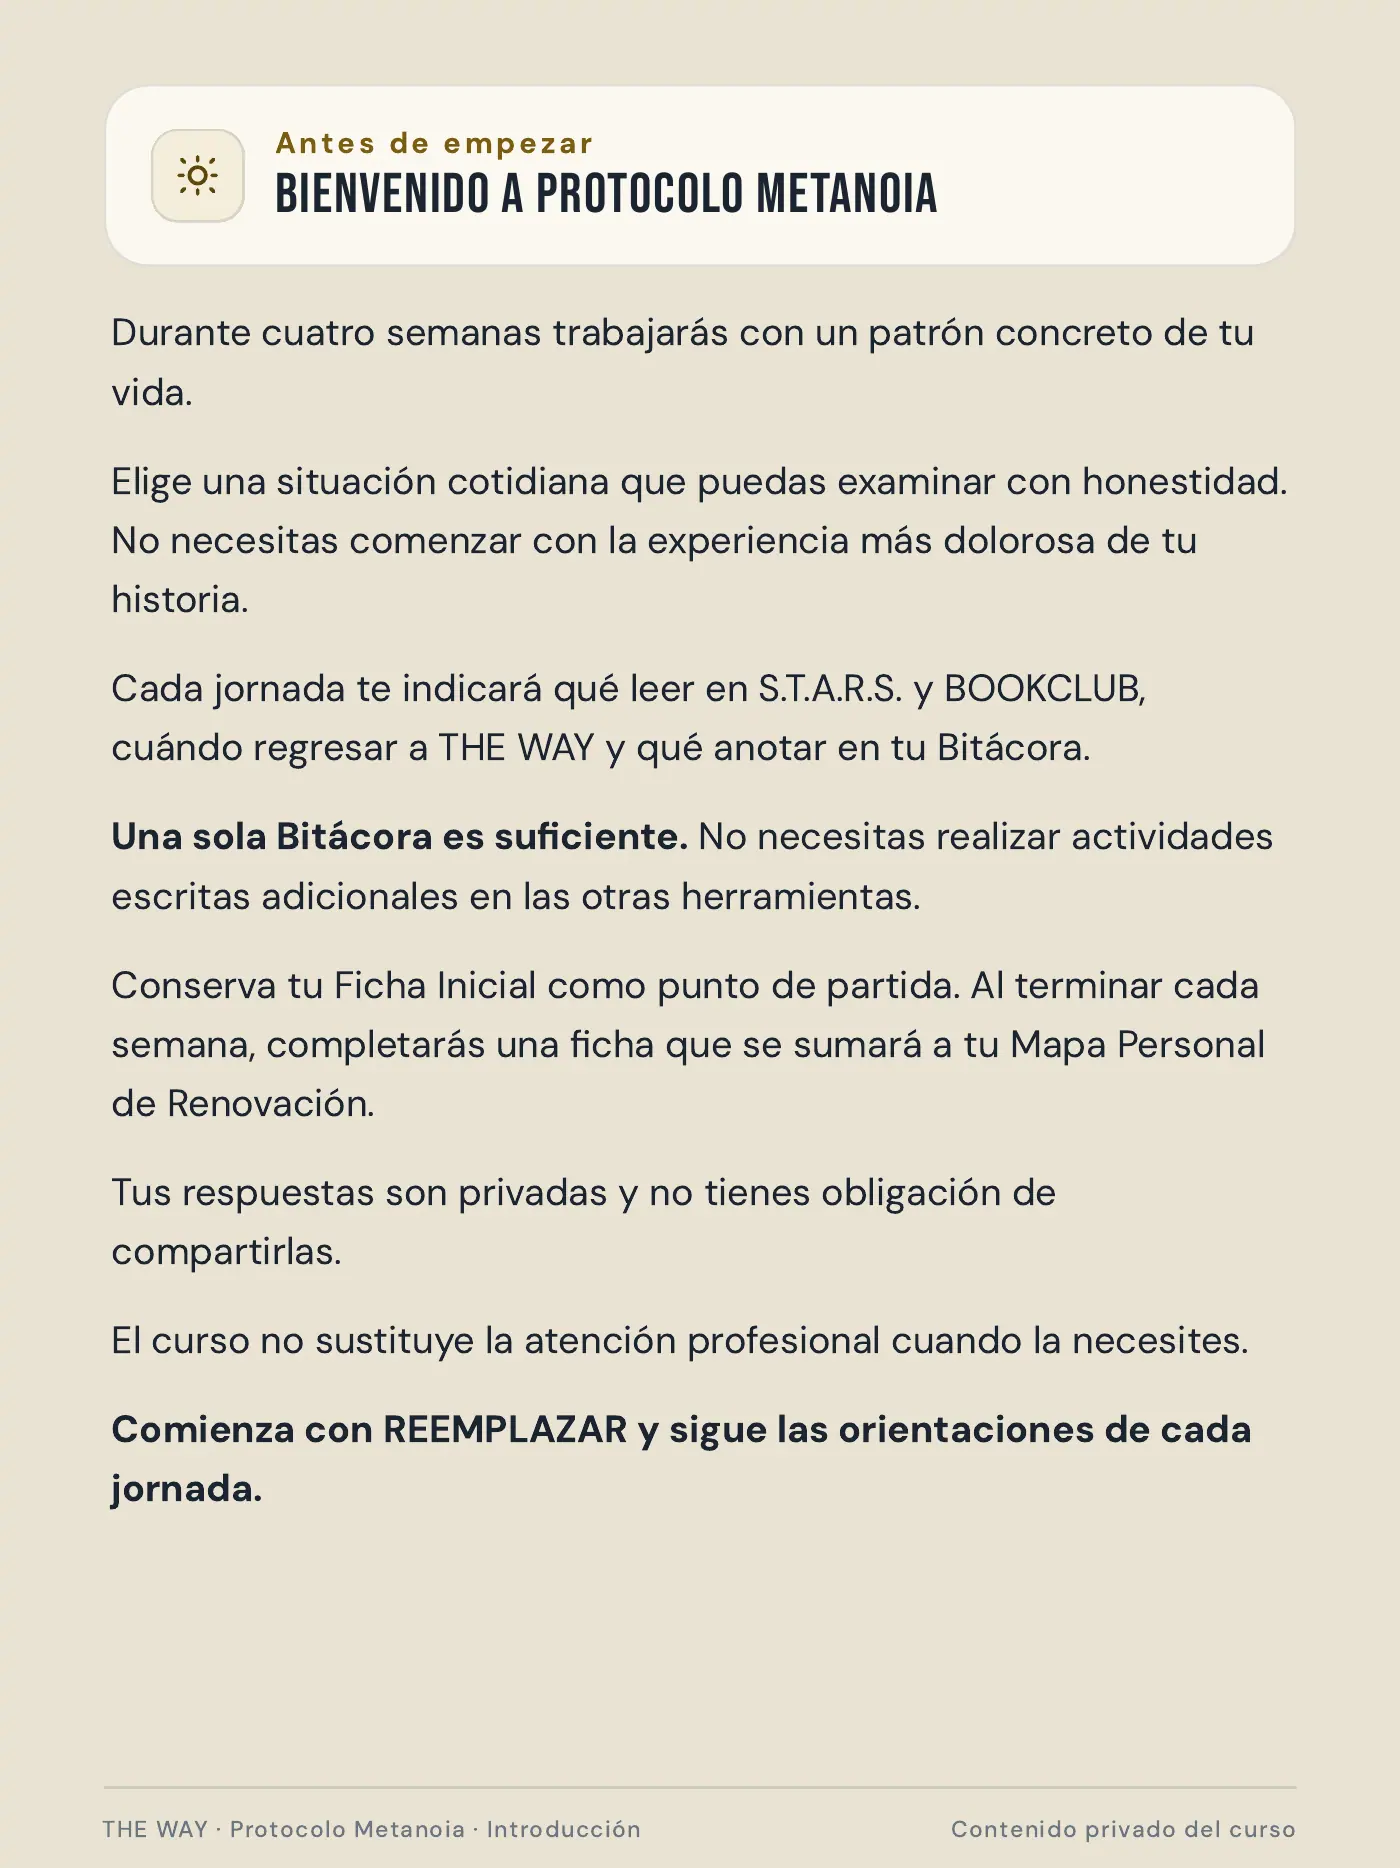 Antes de empezar
BIENVENIDO A PROTOCOLO METANOIA
Durante cuatro semanas trabajarás con un patrón concreto de tu
vida.
Elige una situación cotidiana que puedas examinar con honestidad.
No necesitas comenzar con la experiencia más dolorosa de tu
historia.
Cada jornada te indicará qué leer en S.T.A.R.S. y BOOKCLUB,
cuándo regresar a THE WAY y qué anotar en tu Bitácora.
Una sola Bitácora es suficiente. No necesitas realizar actividades
escritas adicionales en las otras herramientas.
Conserva tu Ficha Inicial como punto de partida. Al terminar cada
semana, completarás una ficha que se sumará a tu Mapa Personal
de Renovación.
Tus respuestas son privadas y no tienes obligación de
compartirlas.
El curso no sustituye la atención profesional cuando la necesites.
Comienza con REEMPLAZAR y sigue las orientaciones de cada
jornada.
THE WAY · Protocolo Metanoia · Introducción
Contenido privado del curso